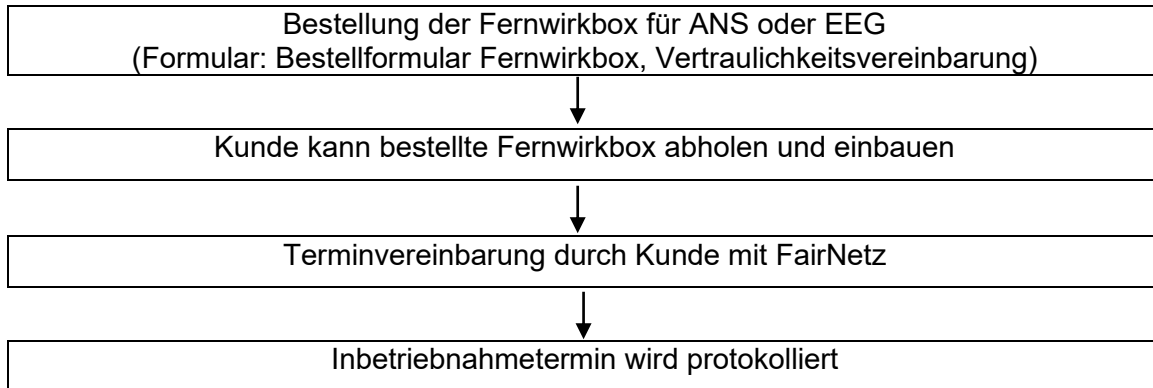 Bestellung der Fernwirkbox für ANS oder EEG
(Formular: Bestellformular Fernwirkbox, Vertraulichkeitsvereinbarung)
Kunde kann bestellte Fernwirkbox abholen und einbauen
Terminvereinbarung durch Kunde mit FairNetz
Inbetriebnahmetermin wird protokolliert